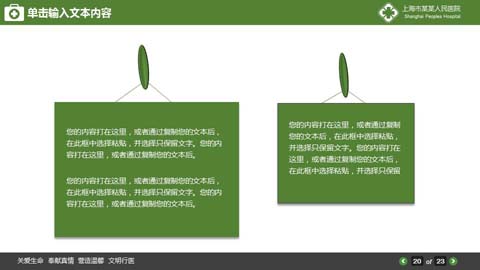 单击输入文本内容
上海市某某人民医院
Shanghai Peoples Hospital
您的内容打在这里，或者通过复制您的文本后，
在此框中选择粘贴，并选择只保留文字。您的内
容打在这里，或者通过复制您的文本后。
您的内容打在这里，或者通过复制您的文本后，
在此框中选择粘贴，并选择只保留文字。您的内
容打在这里，或者通过复制您的文本后。
您的内容打在这里，或者通过复制
您的文本后，在此框中选择粘贴，
并选择只保留文字。您的内容打在
这里，或者通过复制您的文本后，
在此框中选择粘贴，并选择只保留
关爱生命 奉献真情 营造温馨 文明行医
20 of 23